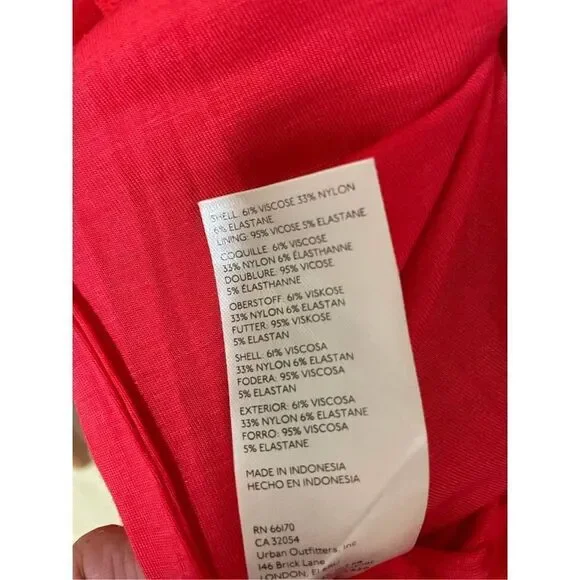 SHELL: 61% VISCOSE 33% NYLON
6% ELASTANE
LINING: 95% VICOSE 5% ELASTANE
COQUILLE: 61% VISCOSE
33% NYLON 6% ÉLASTHANNE
DOUBLURE: 95% VICOSE
5% ÉLASTHANNE
OBERSTOFF: 61% VISKOSE
33% NYLON 6% ELASTAN
FUTTER: 95% VISKOSE
5% ELASTAN
SHELL: 61% VISCOSA
33% NYLON 6% ELASTAN
FODERA: 95% VISCOSA
5% ELASTAN
EXTERIOR: 61% VISCOSA
33% NYLON 6% ELASTANE
FORRO: 95% VISCOSA
5% ELASTANE
MADE IN INDONESIA
HECHO EN INDONESIA
RN 66170
CA 32054
Urban Outfitters, Inc
146 Brick Lane
LONDON,